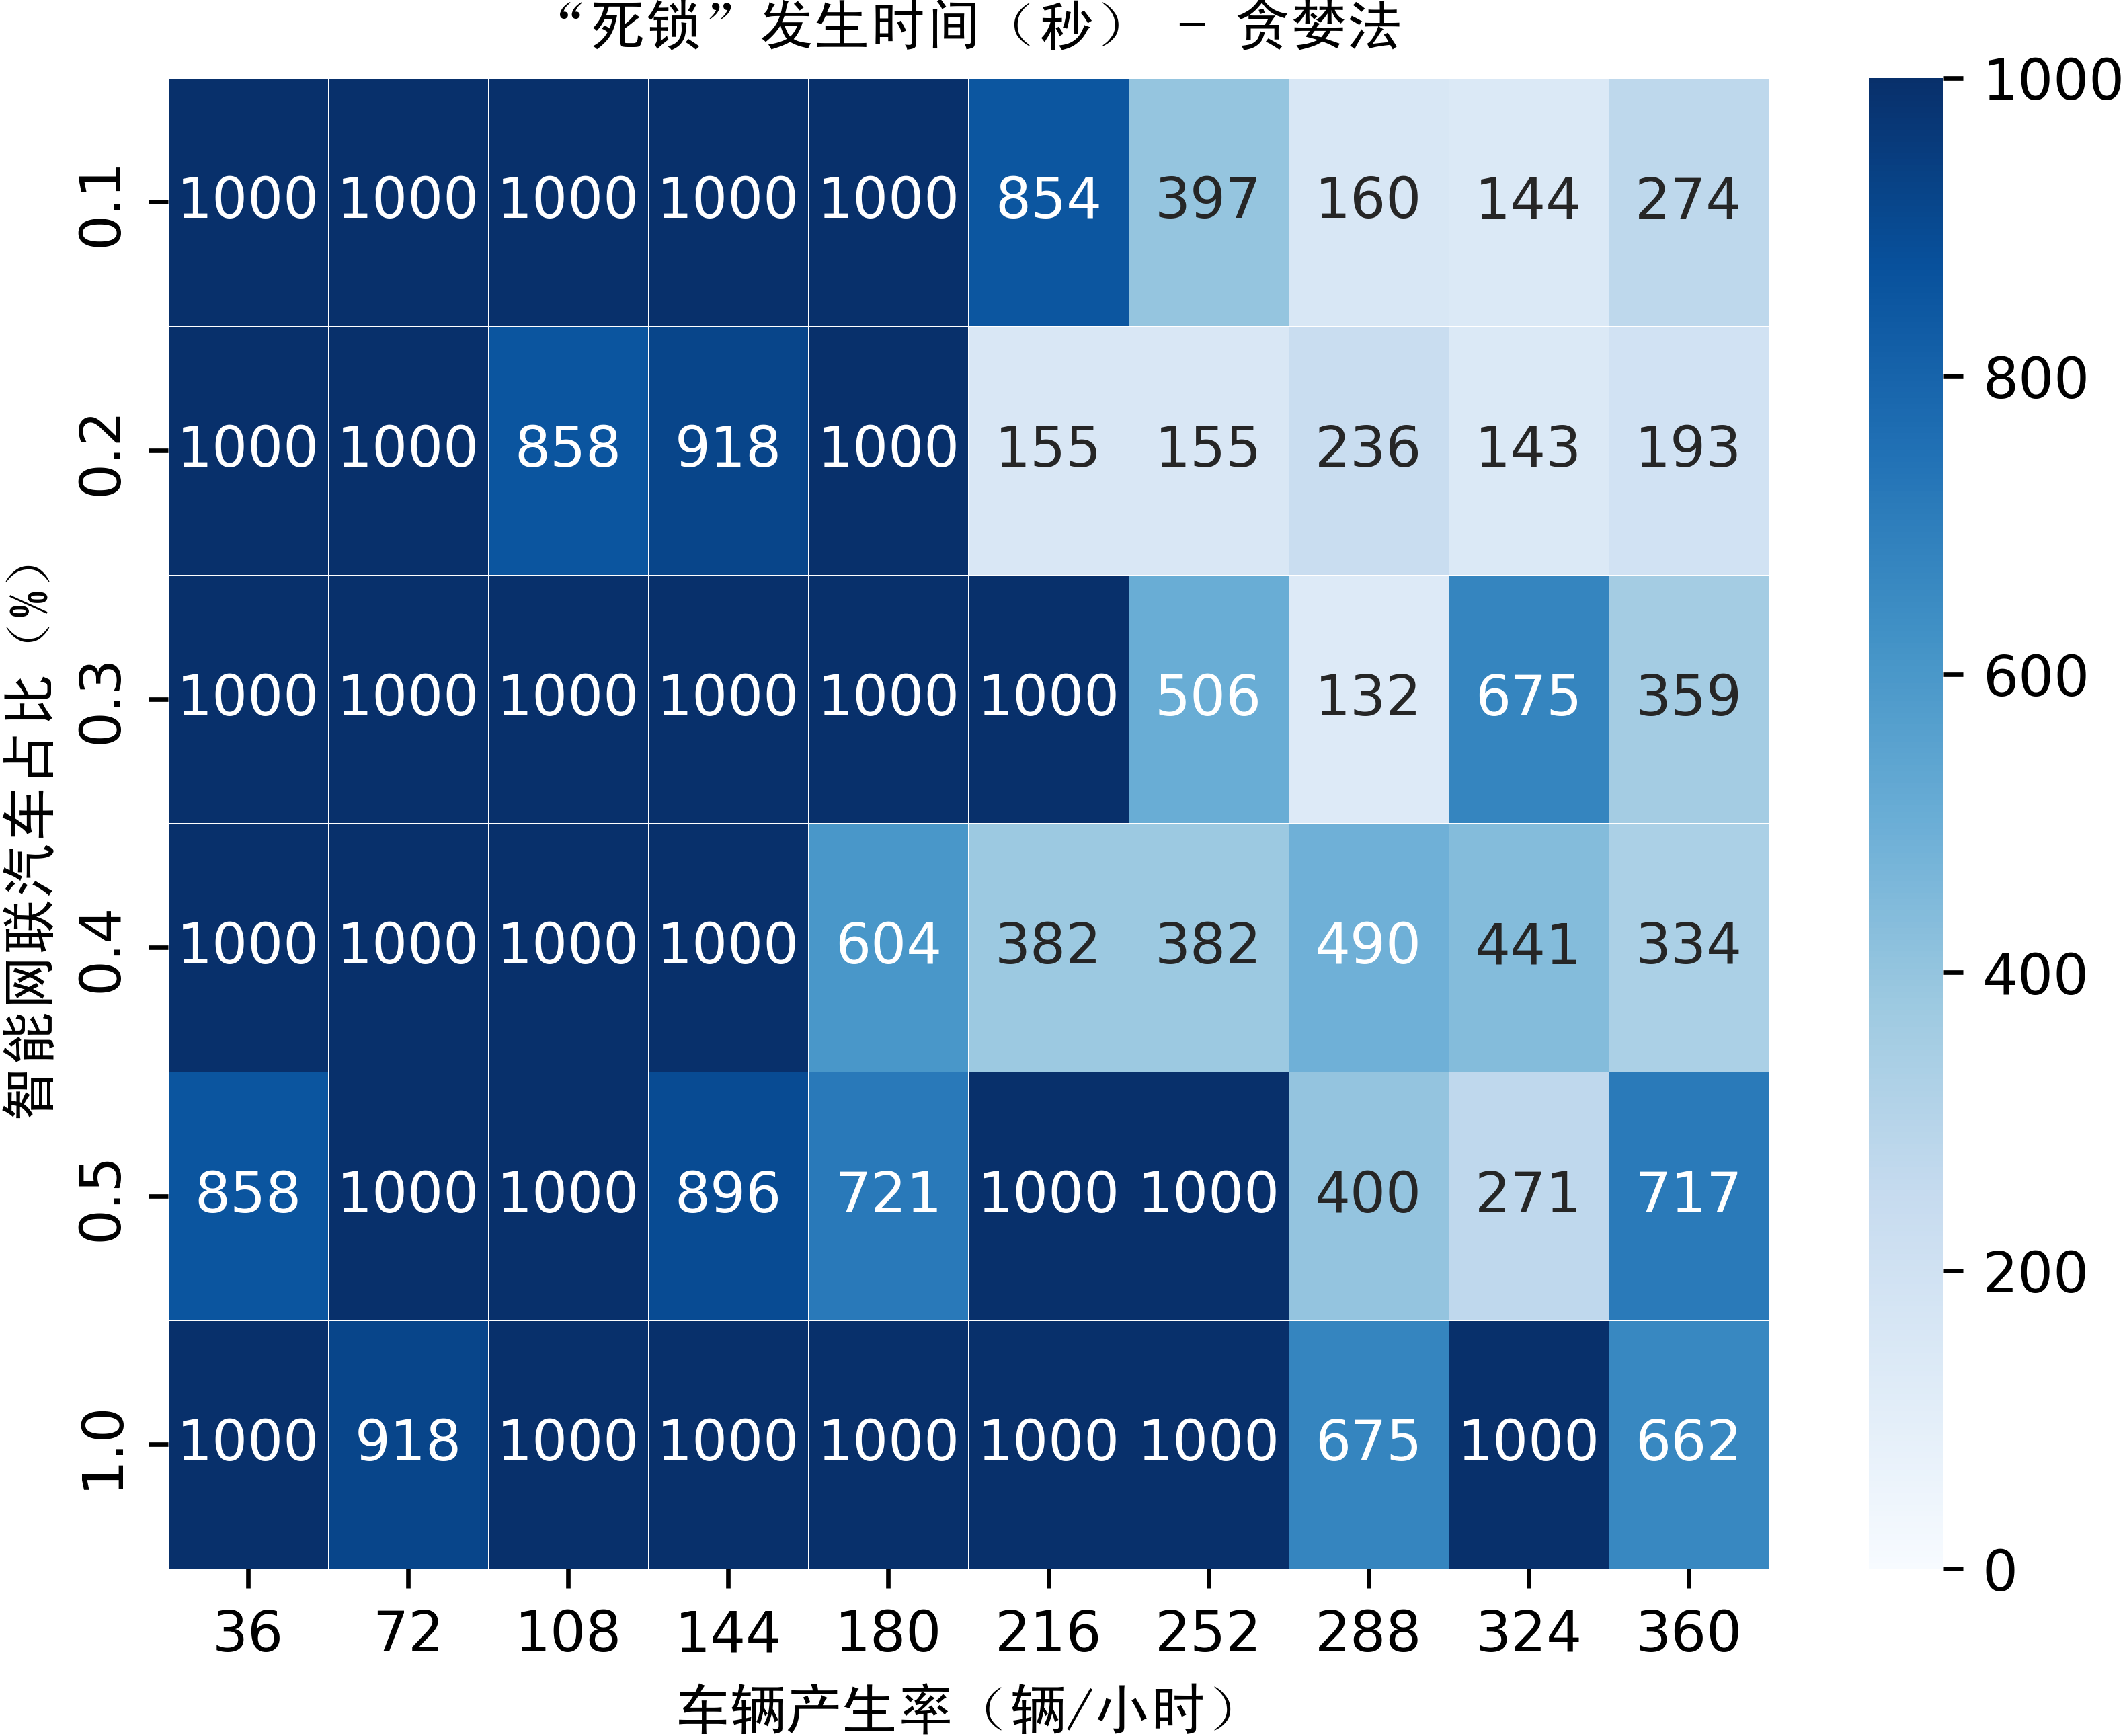 “死锁”发生时间（秒） - 贪婪法
1000 1000 1000 1000 1000 854 397 160 144 274
1000 1000 858 918 1000 155 155 236 143 193
1000 1000 1000 1000 1000 1000 506 132 675 359
1000 1000 1000 1000 604 382 382 490 441 334
858 1000 1000 896 721 1000 1000 400 271 717
1000 918 1000 1000 1000 1000 1000 675 1000 662
0.1
0.2
0.3
0.4
0.5
1.0
智能网联汽车占比（%）
36 72 108 144 180 216 252 288 324 360
车辆产生率（辆/小时）
1000
800
600
400
200
0